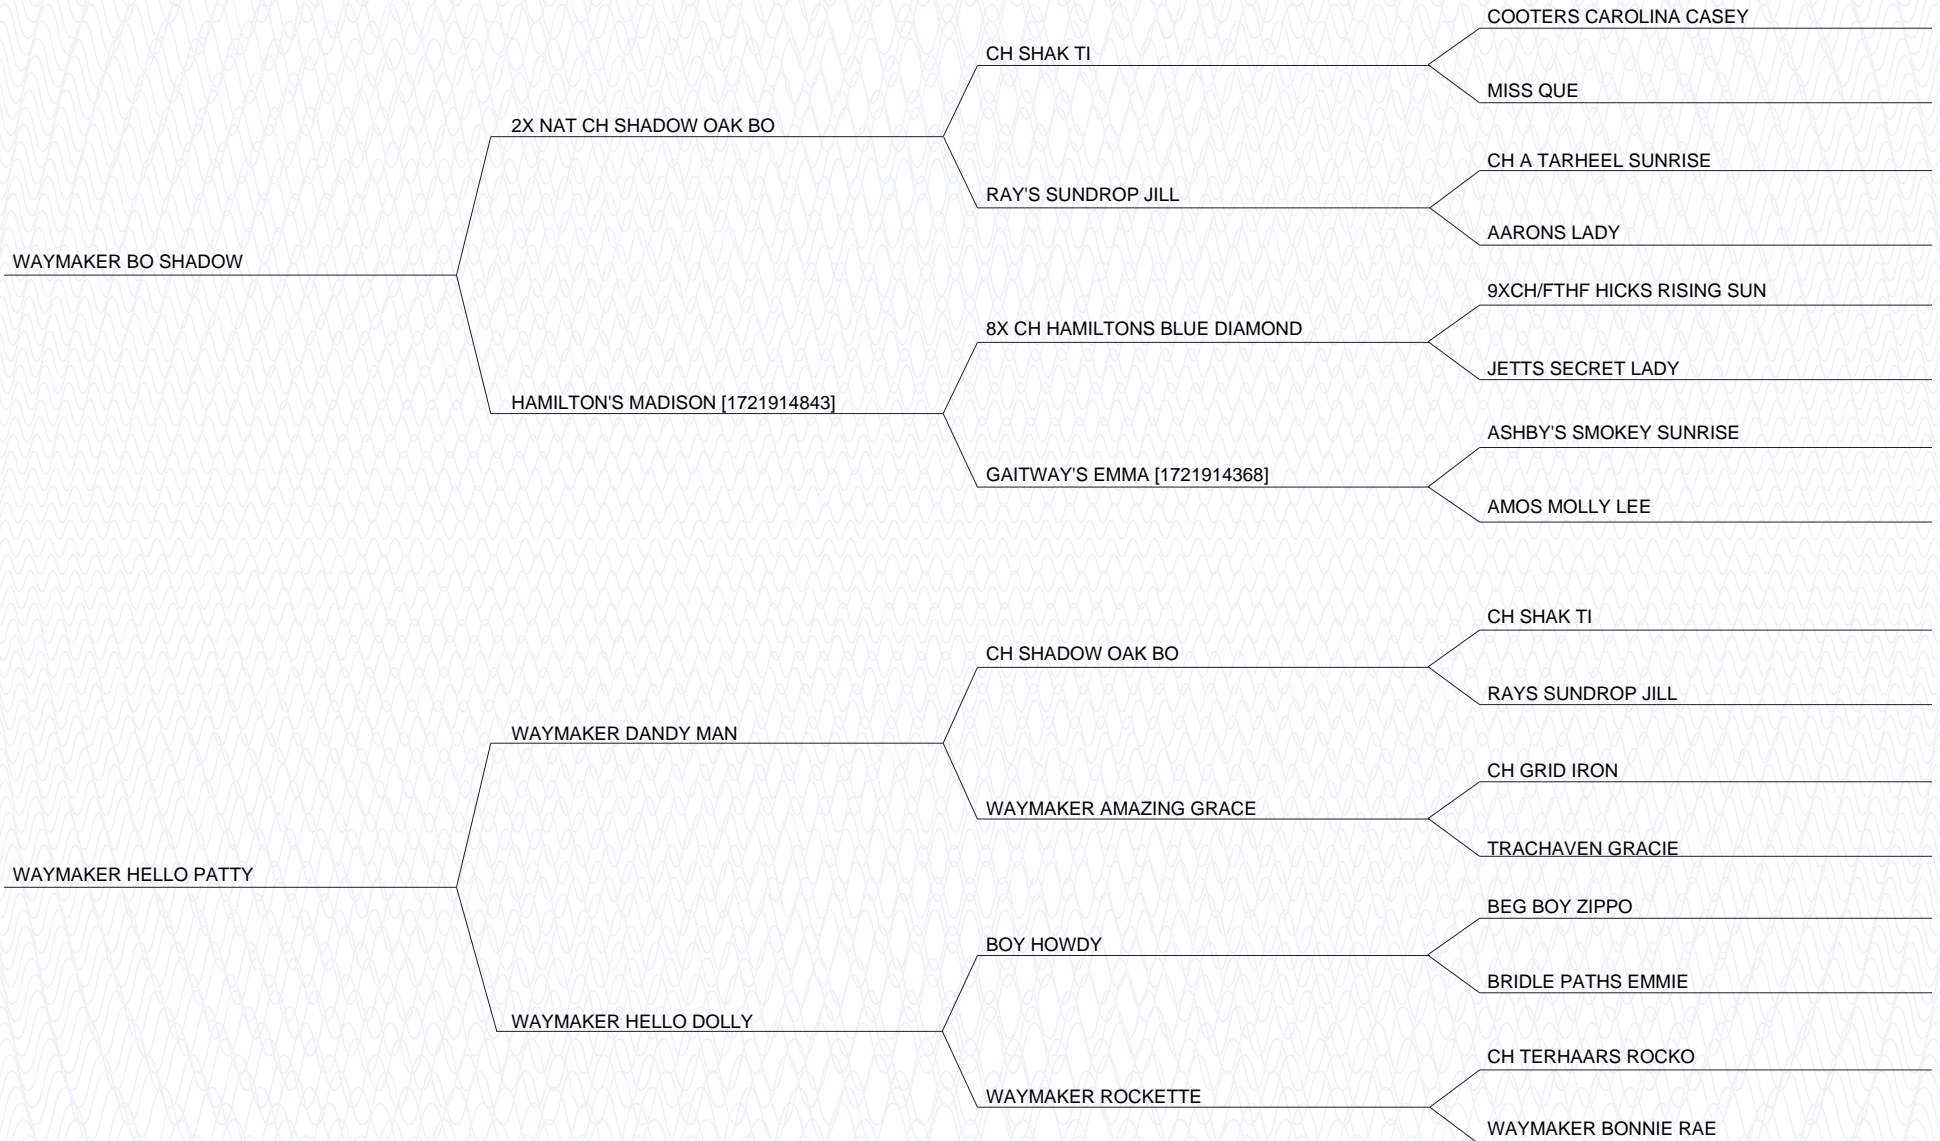 COOTERS CAROLINA CASEY
CH SHAK TI
MISS QUE
2X NAT CH SHADOW OAK BO
CH A TARHEEL SUNRISE
RAY'S SUNDROP JILL
AARONS LADY
WAYMAKER BO SHADOW
9XCH/FTHF HICKS RISING SUN
8X CH HAMILTONS BLUE DIAMOND
JETTS SECRET LADY
HAMILTON'S MADISON [1721914843]
ASHBY'S SMOKEY SUNRISE
GAITWAY'S EMMA [1721914368]
AMOS MOLLY LEE
CH SHAK TI
CH SHADOW OAK BO
RAYS SUNDROP JILL
WAYMAKER DANDY MAN
CH GRID IRON
WAYMAKER AMAZING GRACE
TRACHAVEN GRACIE
WAYMAKER HELLO PATTY
BEG BOY ZIPPO
BOY HOWDY
BRIDLE PATHS EMMIE
WAYMAKER HELLO DOLLY
CH TERHAARS ROCKO
WAYMAKER ROCKETTE
WAYMAKER BONNIE RAE